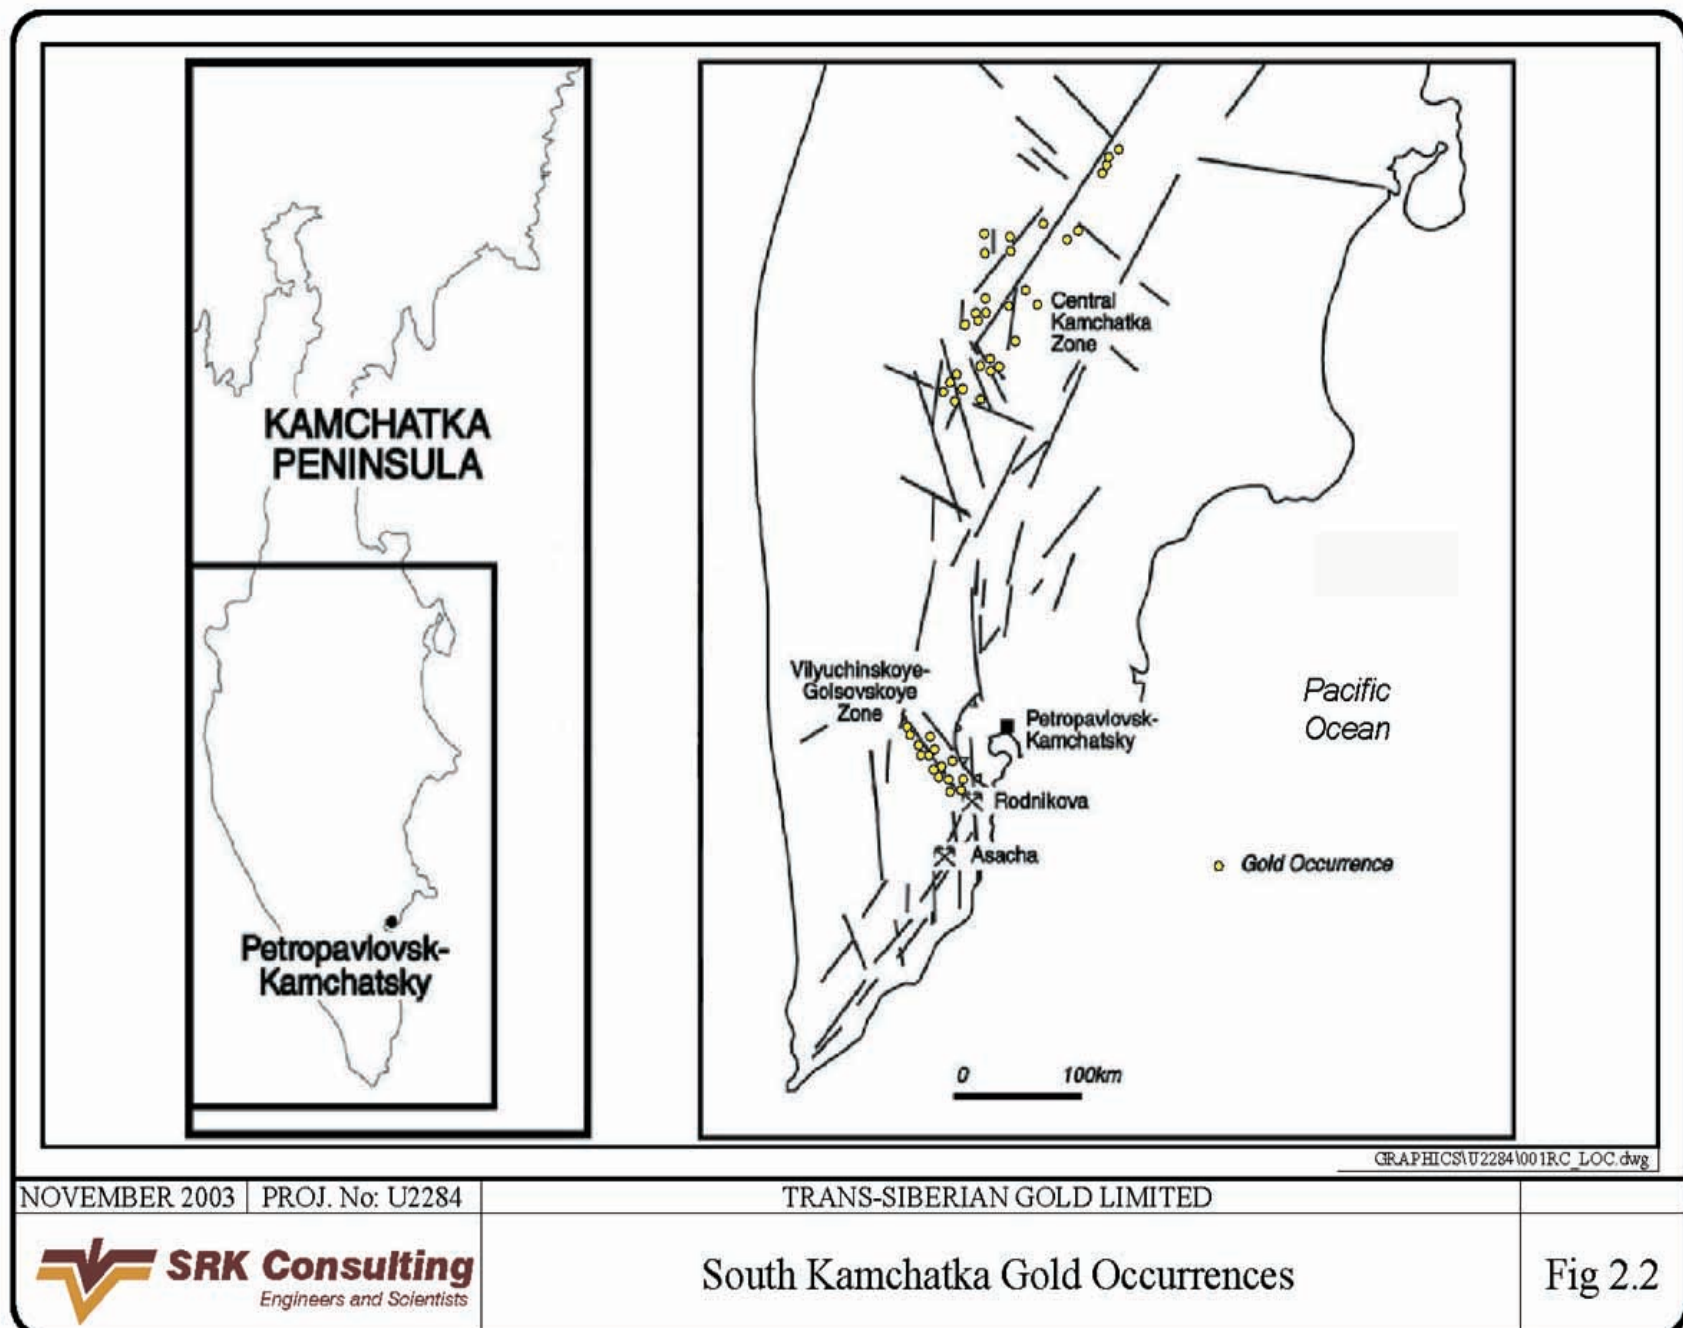 KAMCHATKA
PENINSULA
Petropavlovsk-
Kamchatsky
Central
Kamchatka
Zone
Vilyuchinskoye-
Golsovskoye
Zone
Petropavlovsk-
Kamchatsky
Rodnikova
Asacha
Pacific
Ocean
Gold Occurrence
0 100km
GRAPHICS\U2284\001RC_LOC.dwg
NOVEMBER 2003 PROJ. No: U2284 TRANS-SIBERIAN GOLD LIMITED
SRK Consulting
Engineers and Scientists
South Kamchatka Gold Occurrences
Fig 2.2